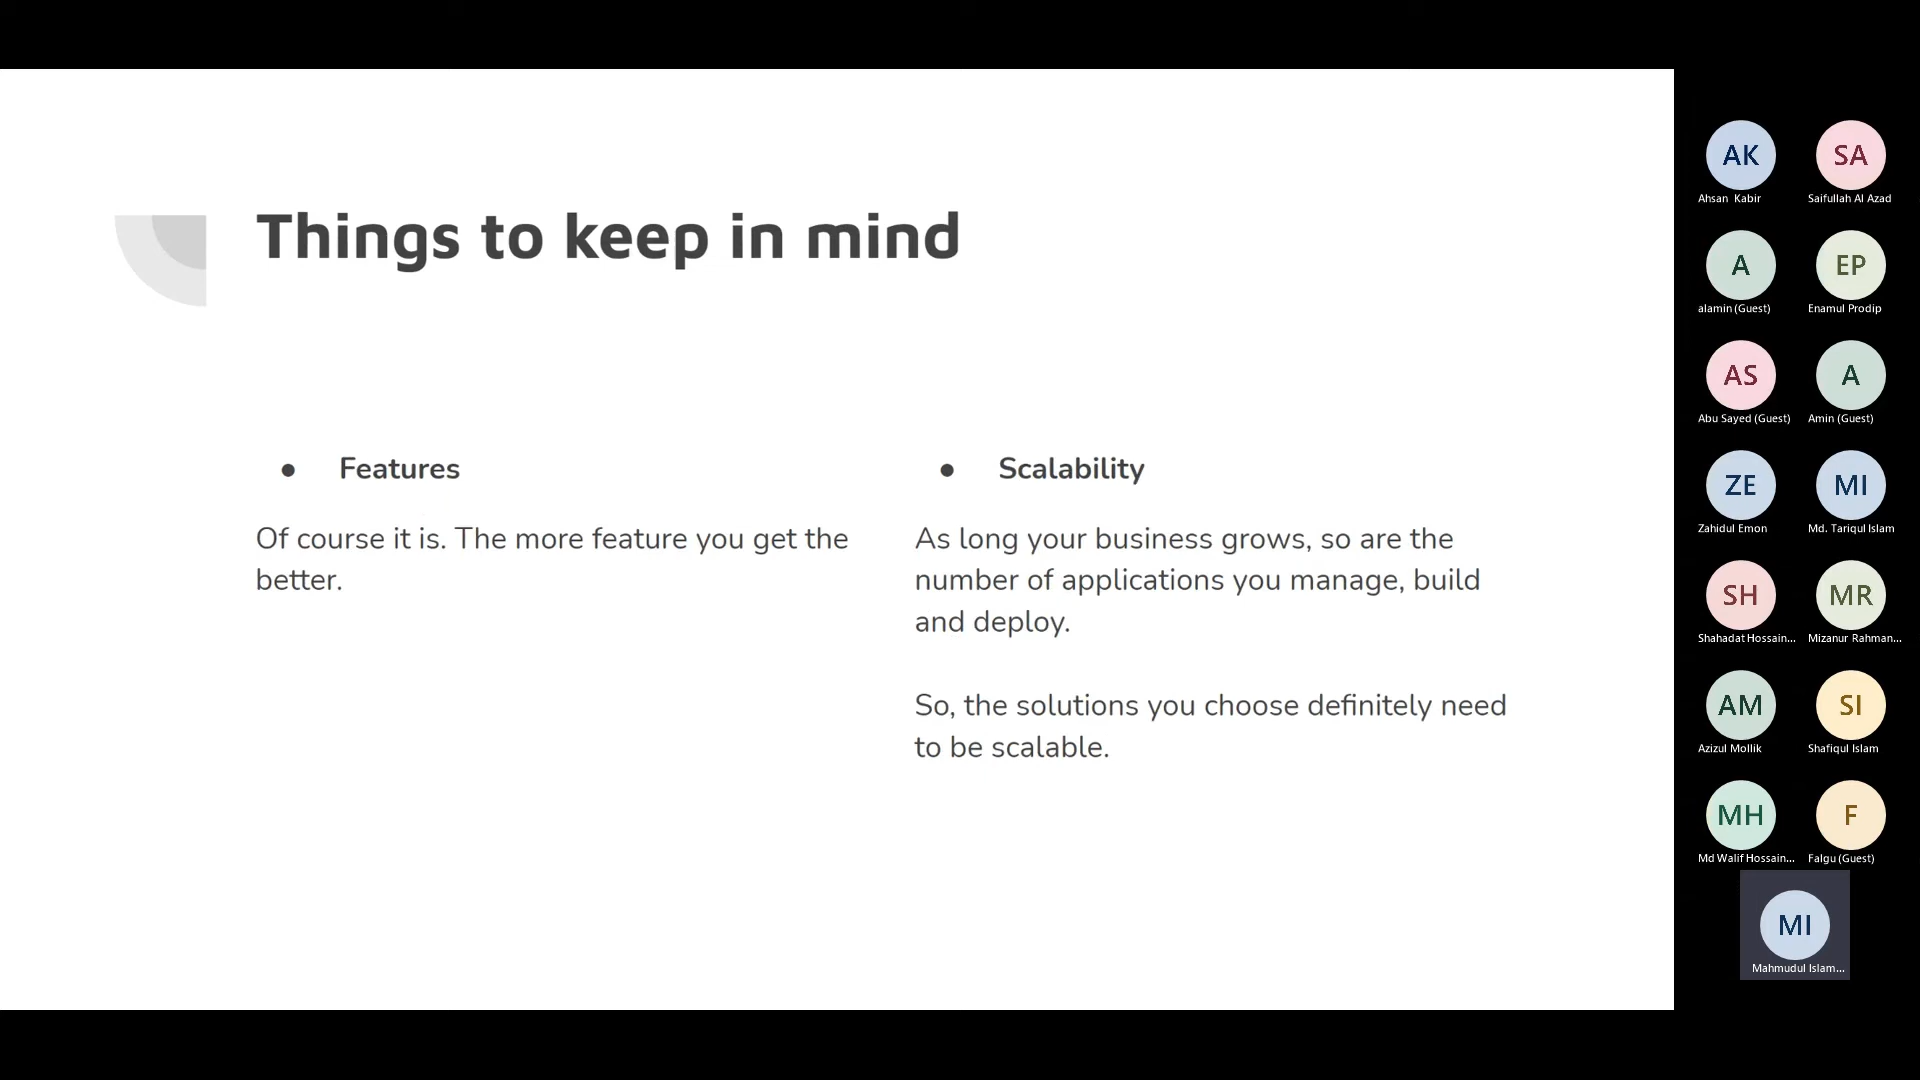 Things to keep in mind
● Features
Of course it is. The more feature you get the
better.
● Scalability
As long your business grows, so are the
number of applications you manage, build
and deploy.
So, the solutions you choose definitely need
to be scalable.
AK
Ahsan Kabir
SA
Saifullah Al Azad
A
alamin (Guest)
EP
Enamul Prodip
AS
Abu Sayed (Guest)
A
Amin (Guest)
ZE
Zahidul Emon
MI
Md. Tariqul Islam
SH
Shahadat Hossain...
MR
Mizanur Rahman...
AM
Azizul Mollik
SI
Shafiqul Islam
MH
Md Walif Hossain...
F
Falgu (Guest)
MI
Mahmudul Islam...